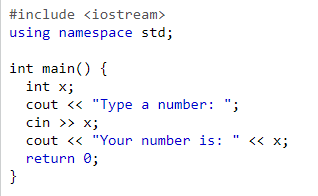 #include <iostream>
using namespace std;

int main() {
  int x;
  cout << "Type a number: ";
  cin >> x;
  cout << "Your number is: " << x;
  return 0;
}